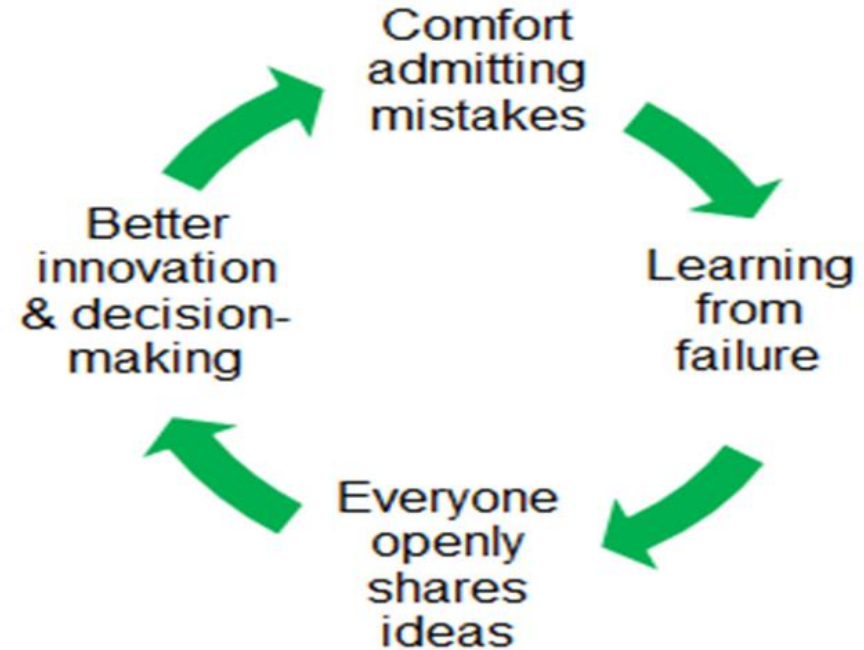 Comfort
admitting
mistakes
Learning
from
failure
Everyone
openly
shares
ideas
Better
innovation
& decision-
making